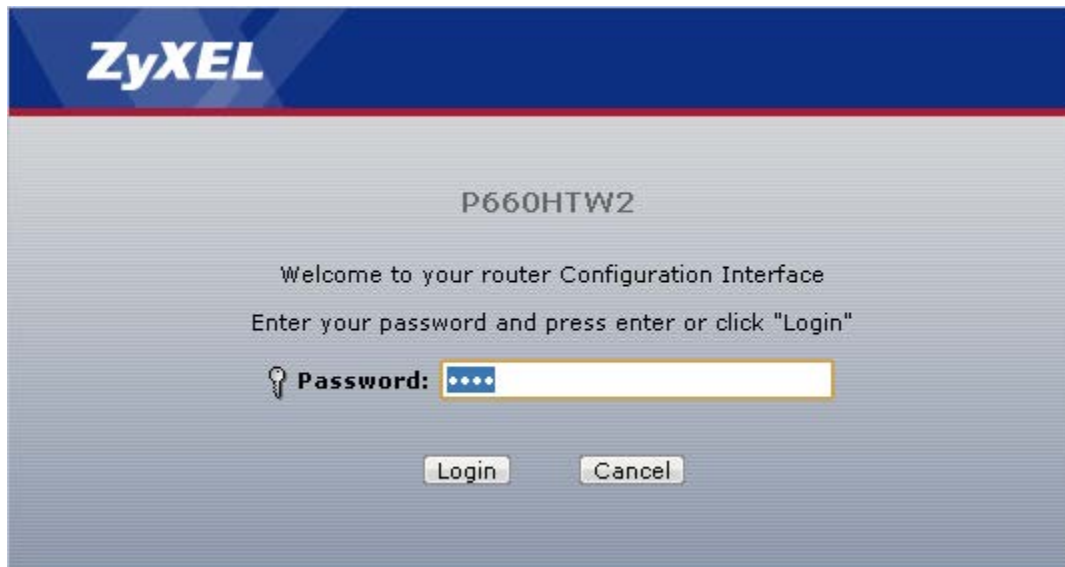 ZyXEL
P660HTW2
Welcome to your router Configuration Interface
Enter your password and press enter or click "Login"
Password: ••••
Login Cancel